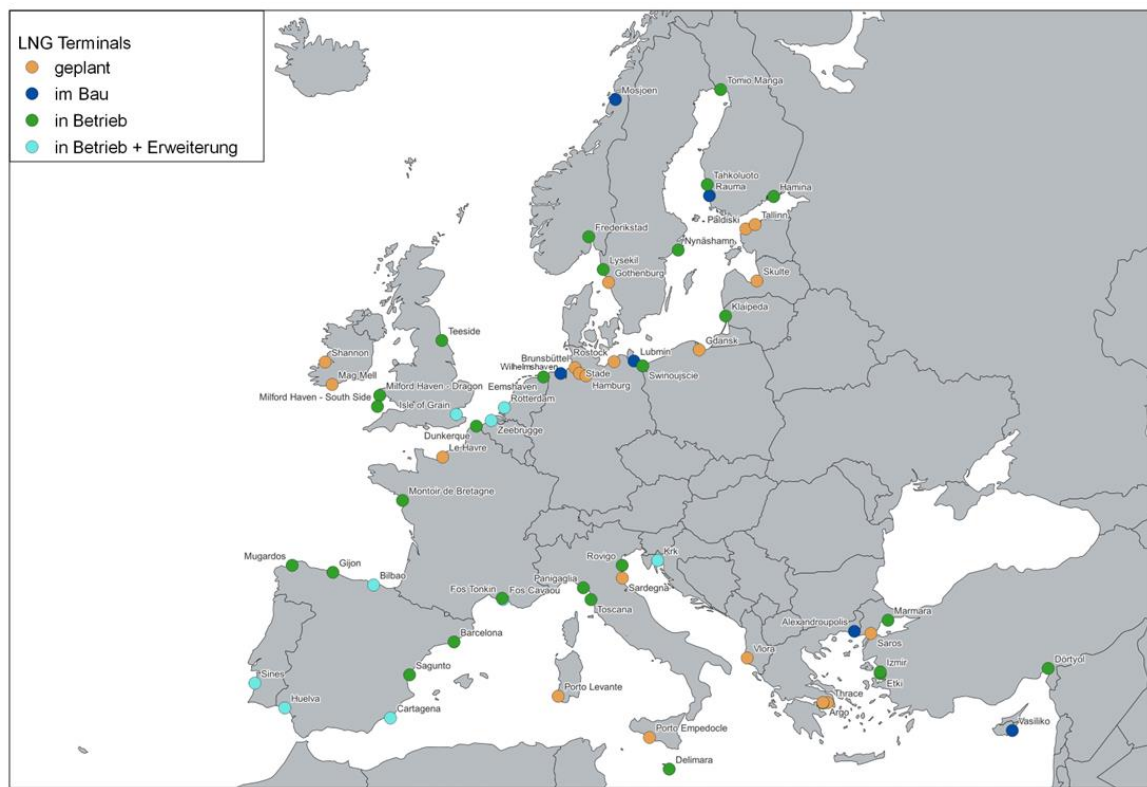 LNG Terminals
geplant
im Bau
in Betrieb
in Betrieb + Erweiterung
Mosjoen
Tornio Manga
Tahkoluoto
Rauma
Hamina
Paldiski
Tallinn
Frederikstad
Nynäshamn
Lysekil
Gothenburg
Skulte
Klaipeda
Teeside
Gdansk
Shannon
Brunsbüttel
Rostock
Lubmin
Wilhelmshaven
Stade
Swinoujscie
Mag Mell
Eemshaven
Hamburg
Milford Haven - Dragon
Milford Haven - South Side
Isle of Grain
Rotterdam
Zeebrugge
Dunkerque
Le Havre
Montoir de Bretagne
Mugardos
Gijon
Bilbao
Rovigo
Krk
Fos Tonkin
Fos Cavaou
Panigaglia
Sardegna
Toscana
Marmara
Alexandroupolis
Saros
Barcelona
Vlora
Izmir
Etki
Dörtyol
Sagunto
Sines
Porto Levante
Huelva
Thrace
Argo
Cartagena
Porto Empedocle
Vasiliko
Delimara